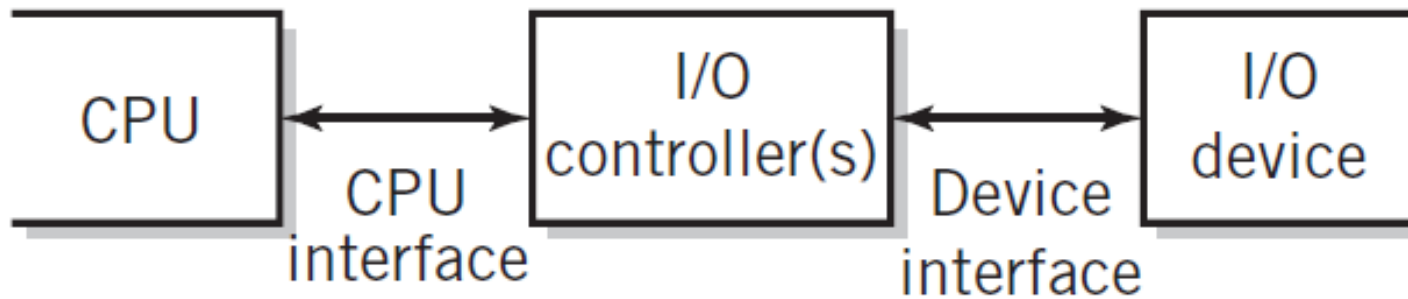 CPU
CPU
interface
I/O
controller(s)
Device
interface
I/O
device